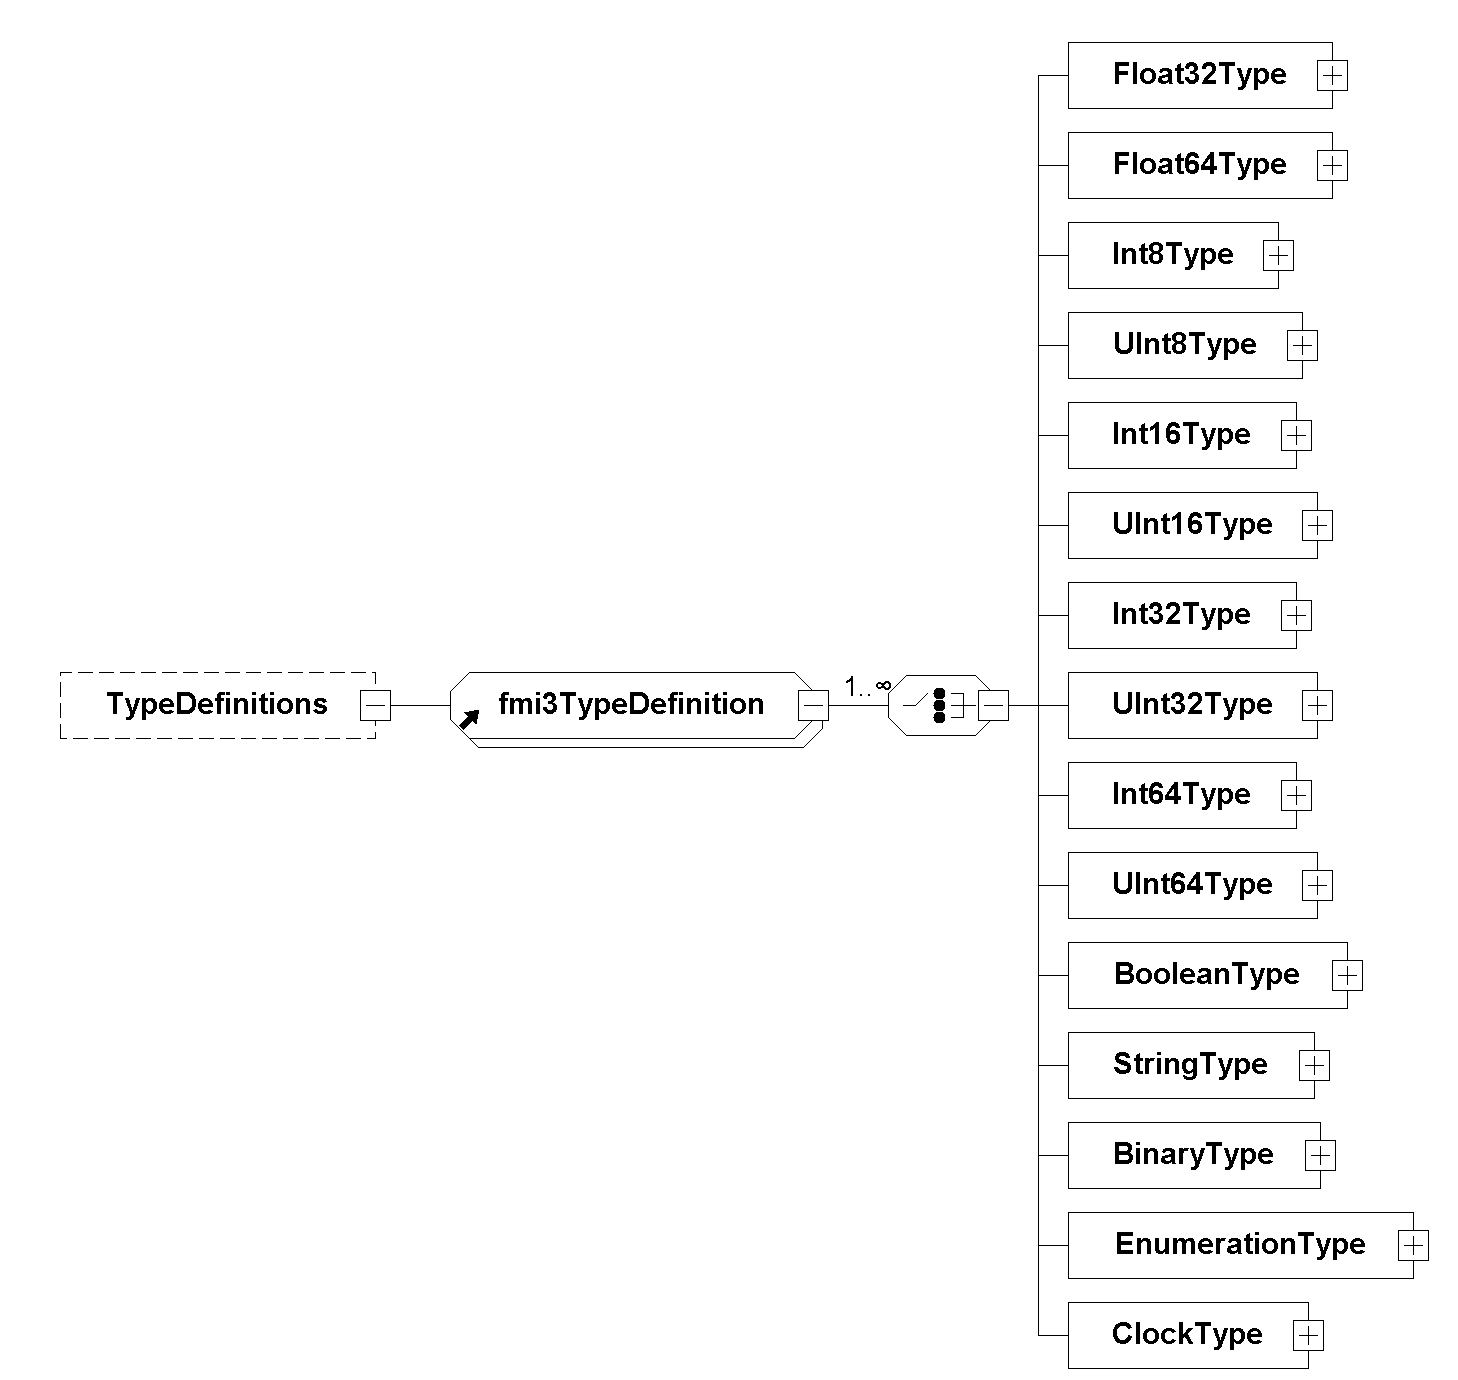 Float32Type
Float64Type
Int8Type
UInt8Type
Int16Type
UInt16Type
Int32Type
TypeDefinitions fmi3TypeDefinition 1..∞ UInt32Type
Int64Type
UInt64Type
BooleanType
StringType
BinaryType
EnumerationType
ClockType